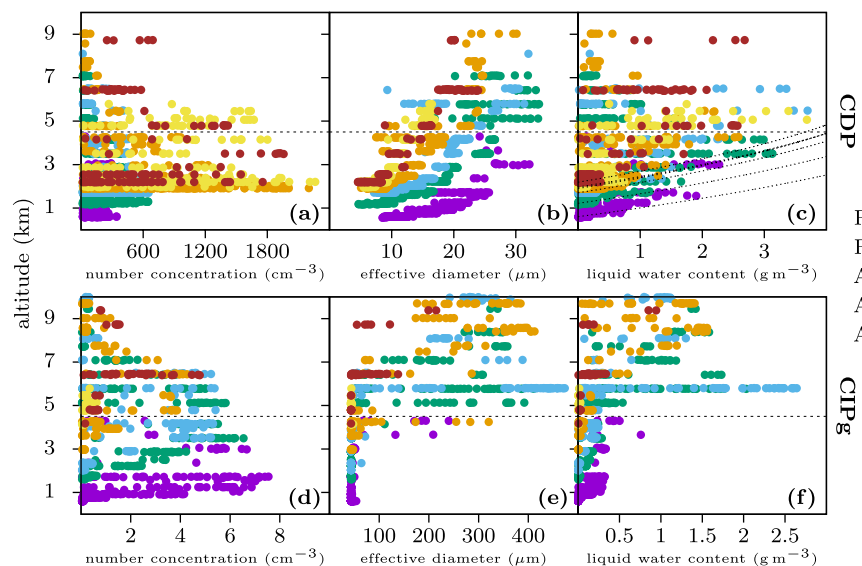 9
7
5
3
1
altitude (km)
(a)
(b)
(c)
CDP
600 1200 1800
10 20 30
1 2 3
number concentration (cm⁻³)
effective diameter (μm)
liquid water content (g m⁻³)
9
7
5
3
1
(d)
(e)
(f)
CIPg
2 4 6 8
100 200 300 400
0.5 1 1.5 2 2.5
number concentration (cm⁻³)
effective diameter (μm)
liquid water content (g m⁻³)
A
A
A